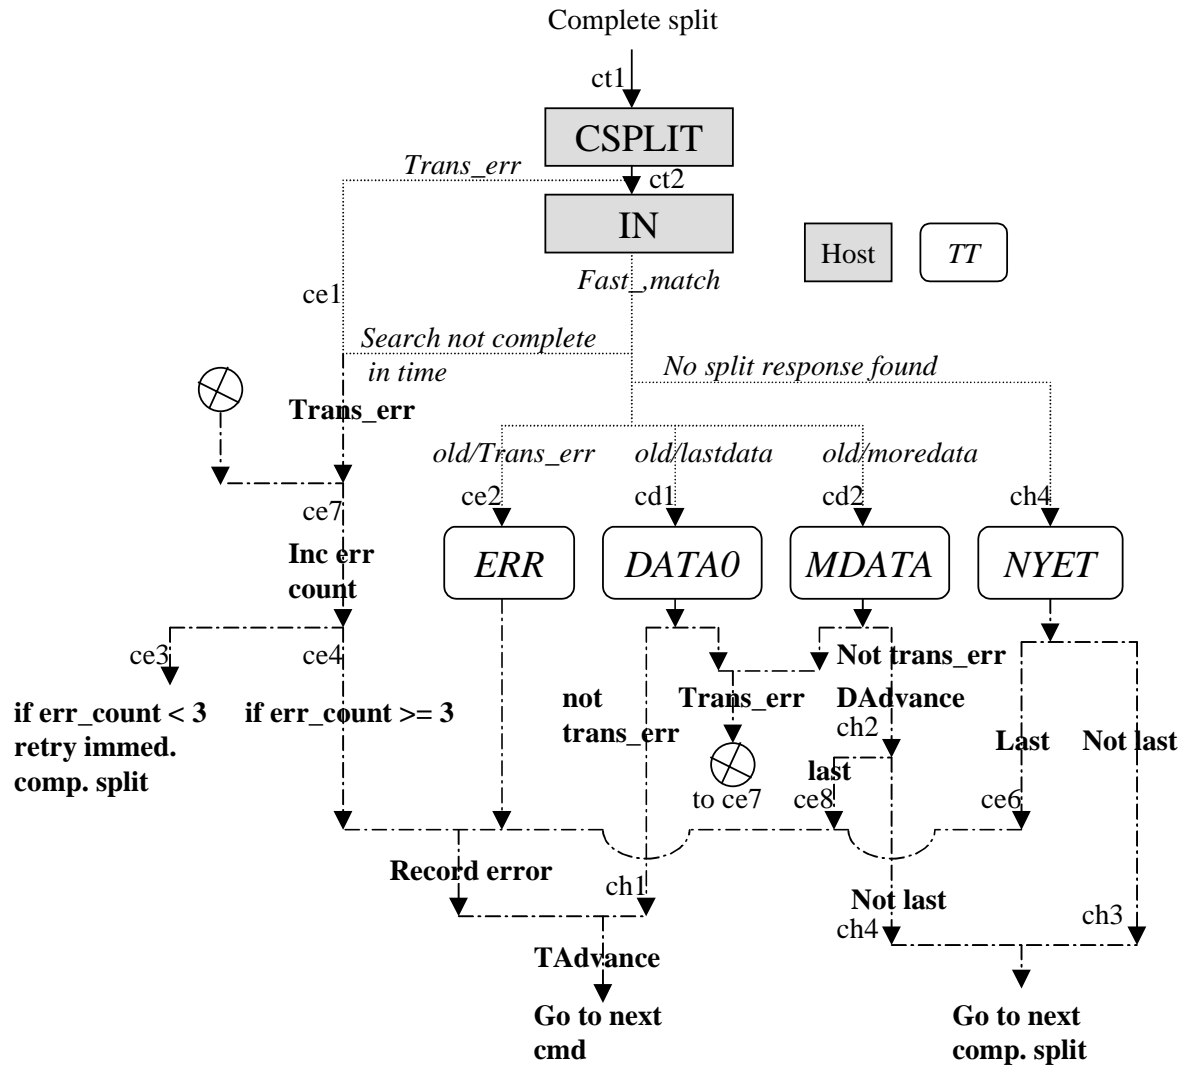 Complete split
ct1
CSPLIT
Trans_err
ct2
IN
Host
TT
Fast_,match
ce1
Search not complete
in time
No split response found
Trans_err
old/Trans_err
old/lastdata
old/moredata
ce2
cd1
cd2
ch4
ce7
Inc err
count
ERR
DATA0
MDATA
NYET
ce3
ce4
Not trans_err
if err_count < 3
retry immed.
comp. split
if err_count >= 3
not
trans_err
Trans_err
DAdvance
ch2
Last
Not last
last
to ce7
ce8
ce6
Record error
ch1
Not last
ch4
ch3
TAdvance
Go to next
cmd
Go to next
comp. split